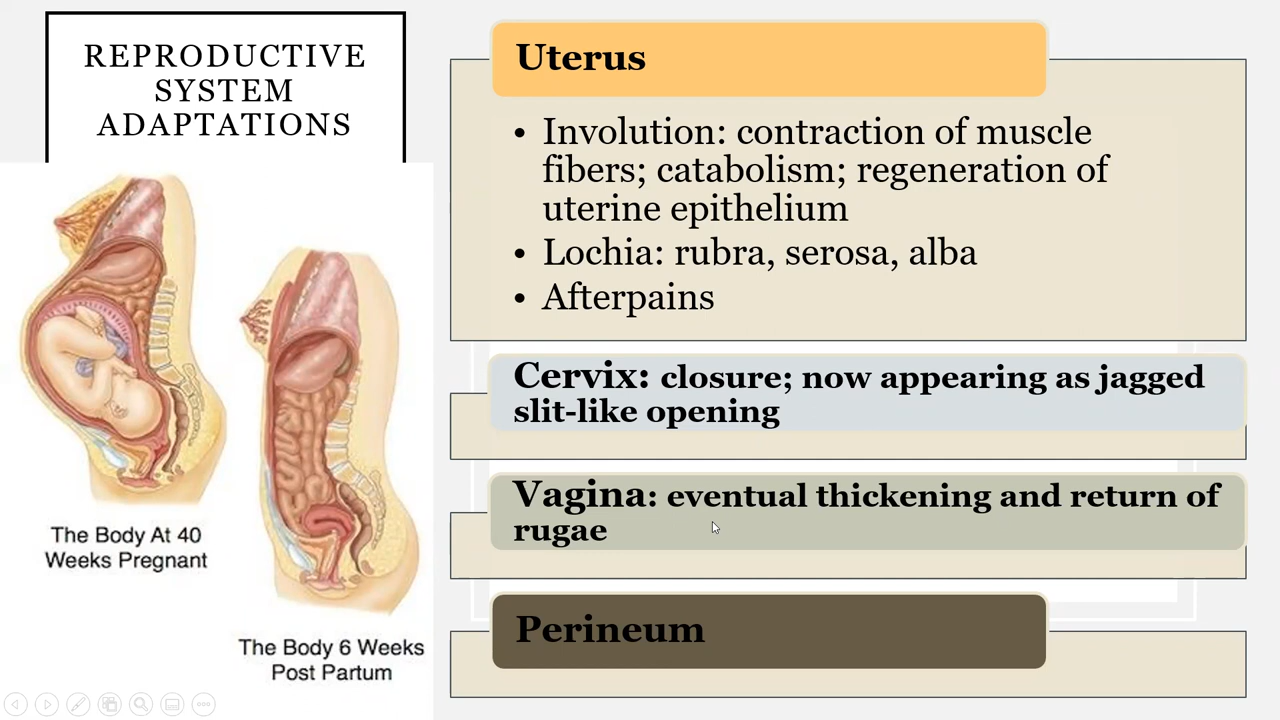 REPRODUCTIVE
SYSTEM
ADAPTATIONS
The Body At 40
Weeks Pregnant
The Body 6 Weeks
Post Partum
Uterus
• Involution: contraction of muscle
fibers; catabolism; regeneration of
uterine epithelium
• Lochia: rubra, serosa, alba
• Afterpains
Cervix: closure; now appearing as jagged
slit-like opening
Vagina: eventual thickening and return of
rugae
Perineum